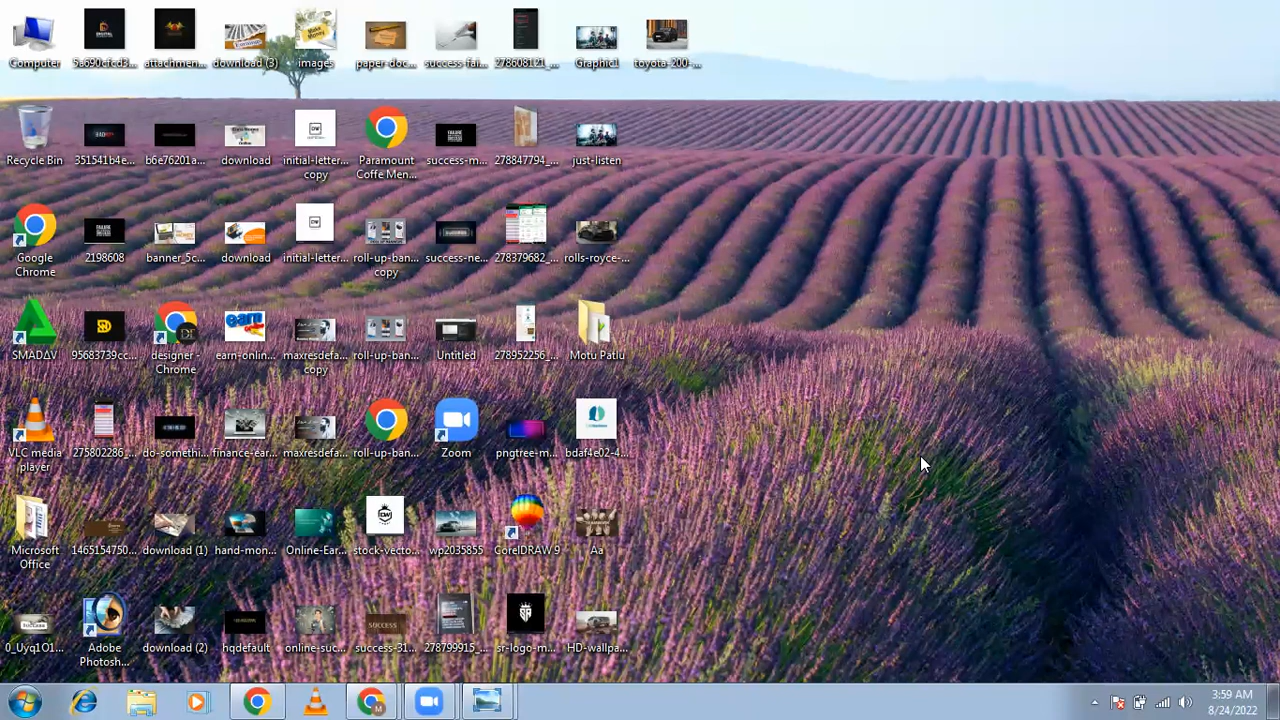 Computer
5a690cfcd3...
attachmen...
download (3)
images
paper-doc...
success-fai...
278608121_...
Graphic1
toyota-200-...
Recycle Bin
351541b4e...
b6e76201a...
download
initial-letter...
copy
Paramount
Coffe Men...
success-m...
278847794_...
just-listen
Google
Chrome
2198608
banner_5c...
download
initial-letter...
roll-up-ban...
copy
success-ne...
278379682_...
rolls-royce-...
SMADΔV
95683739cc...
designer -
Chrome
earn-onlin...
maxresdefa...
copy
roll-up-ban...
Untitled
278952256_...
Motu Patlu
VLC media
player
275802286_...
do-somethi...
finance-ear...
maxresdefa...
roll-up-ban...
Zoom
pngtree-m...
bdaf4e02-4...
Microsoft
Office
1465154750...
download (1)
hand-mon...
Online-Ear...
stock-vecto...
wp2035855
CorelDRAW 9
Aa
0_Uyq1O1...
Adobe
Photosh...
download (2)
hqdefault
online-suc...
success-31...
278799915_...
sr-logo-m...
HD-wallpa...
3:59 AM
8/24/2022